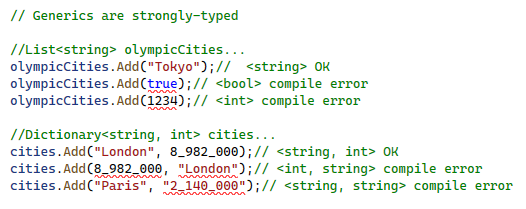 // Generics are strongly-typed
//List<string> olympicCities...
olympicCities.Add("Tokyo");//  <string> OK
olympicCities.Add(true);// <bool> compile error
olympicCities.Add(1234);// <int> compile error
//Dictionary<string, int> cities...
cities.Add("London", 8_982_000);// <string, int> OK
cities.Add(8_982_000, "London");// <int, string> compile error
cities.Add("Paris", "2_140_000");// <string, string> compile error